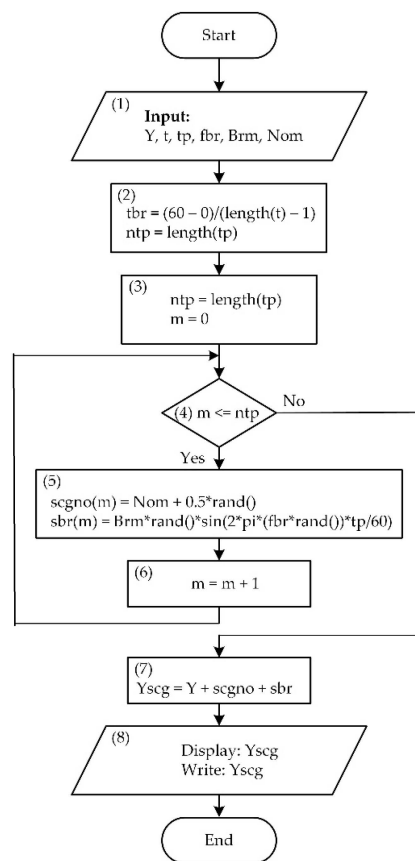 Start
(1)
Input:
Y, t, tp, fbr, Brm, Nom
(2)
tbr = (60 – 0)/(length(t) – 1)
ntp = length(tp)
(3)
ntp = length(tp)
m = 0
(4) m <= ntp
No
Yes
(5)
scgno(m) = Nom + 0.5*rand()
sbr(m) = Brm*rand()*sin(2*pi*(fbr*rand())*tp/60)
(6)
m = m + 1
(7)
Yscg = Y + scgno + sbr
(8)
Display: Yscg
Write: Yscg
End